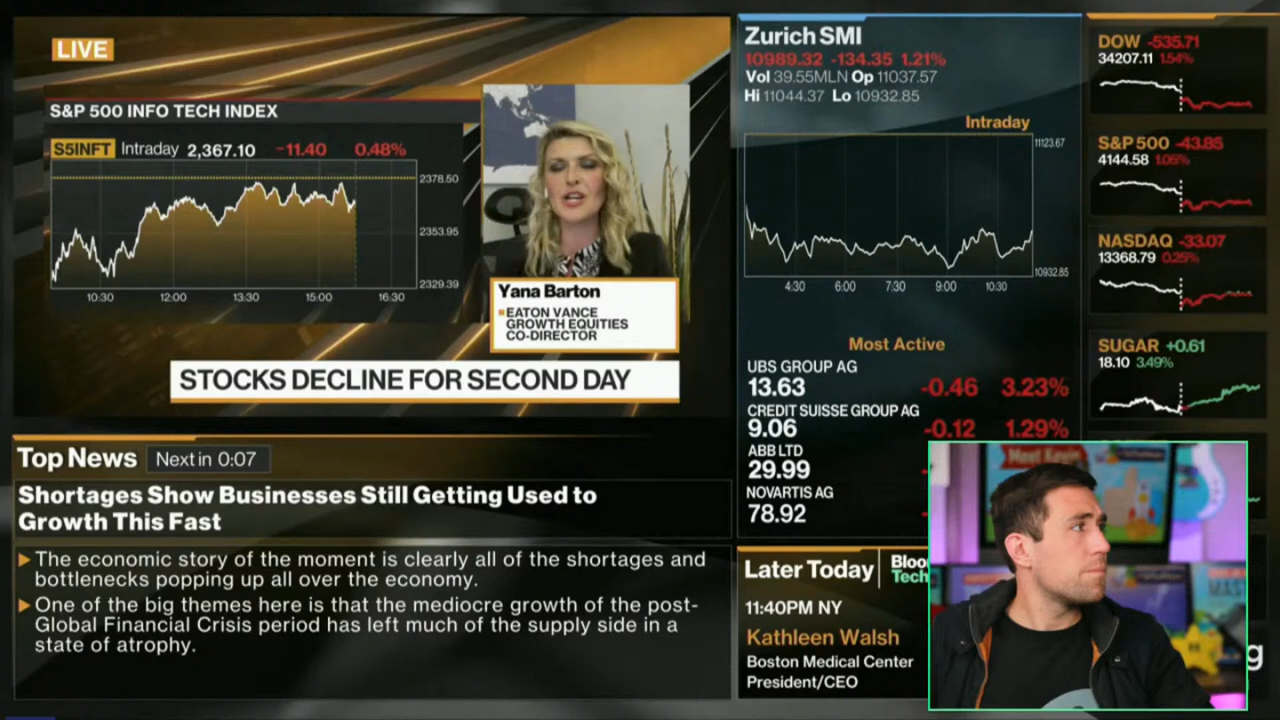 LIVE
S&P 500 INFO TECH INDEX
S5INFT Intraday 2,367.10 -11.40 0.48%
2378.50
2353.95
2329.39
10:30 12:00 13:30 15:00 16:30
Yana Barton
EATON VANCE
GROWTH EQUITIES
CO-DIRECTOR
STOCKS DECLINE FOR SECOND DAY
Top News Next in 0:07
Shortages Show Businesses Still Getting Used to
Growth This Fast
The economic story of the moment is clearly all of the shortages and
bottlenecks popping up all over the economy.
One of the big themes here is that the mediocre growth of the post-
Global Financial Crisis period has left much of the supply side in a
state of atrophy.
Zurich SMI
10989.32 -134.35 1.21%
Vol 39.55MLN Op 11037.57
Hi 11044.37 Lo 10932.85
Intraday
11123.67
10932.85
4:30 6:00 7:30 9:00 10:30
Most Active
UBS GROUP AG
13.63 -0.46 3.23%
CREDIT SUISSE GROUP AG
9.06 -0.12 1.29%
ABB LTD
29.99
NOVARTIS AG
78.92
Later Today
11:40PM NY
Kathleen Walsh
Boston Medical Center
President/CEO
DOW -535.71
34207.11 1.54%
S&P 500 -43.85
4144.58 1.05%
NASDAQ -33.07
13368.79 0.25%
SUGAR +0.61
18.10 3.49%
Meet Kevin